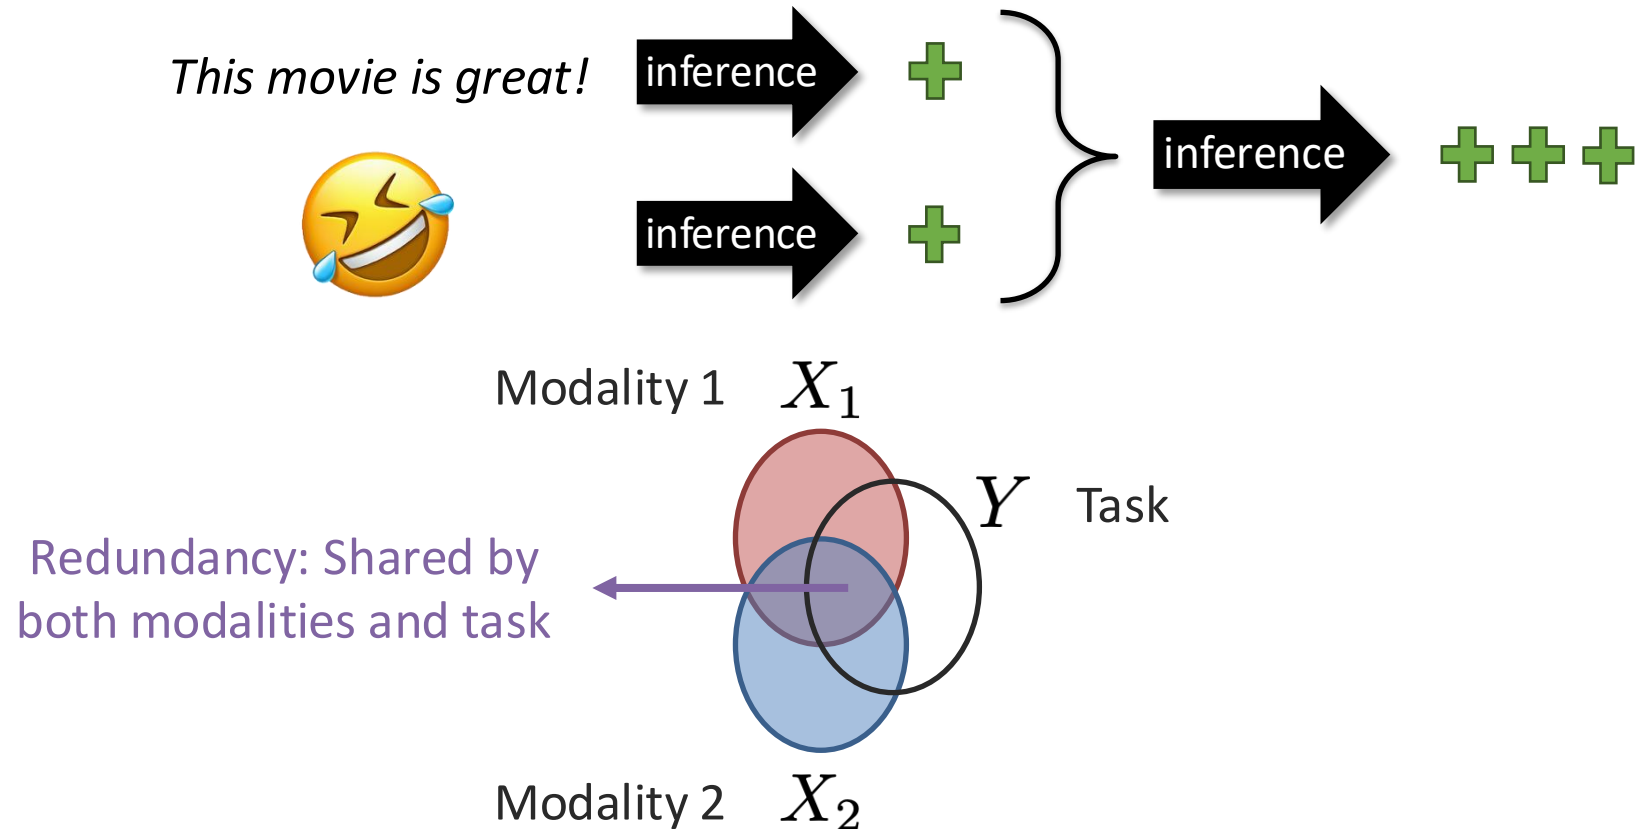 This movie is great!
inference
inference
inference
Modality 1 X₁
Y Task
Redundancy: Shared by
both modalities and task
Modality 2 X₂